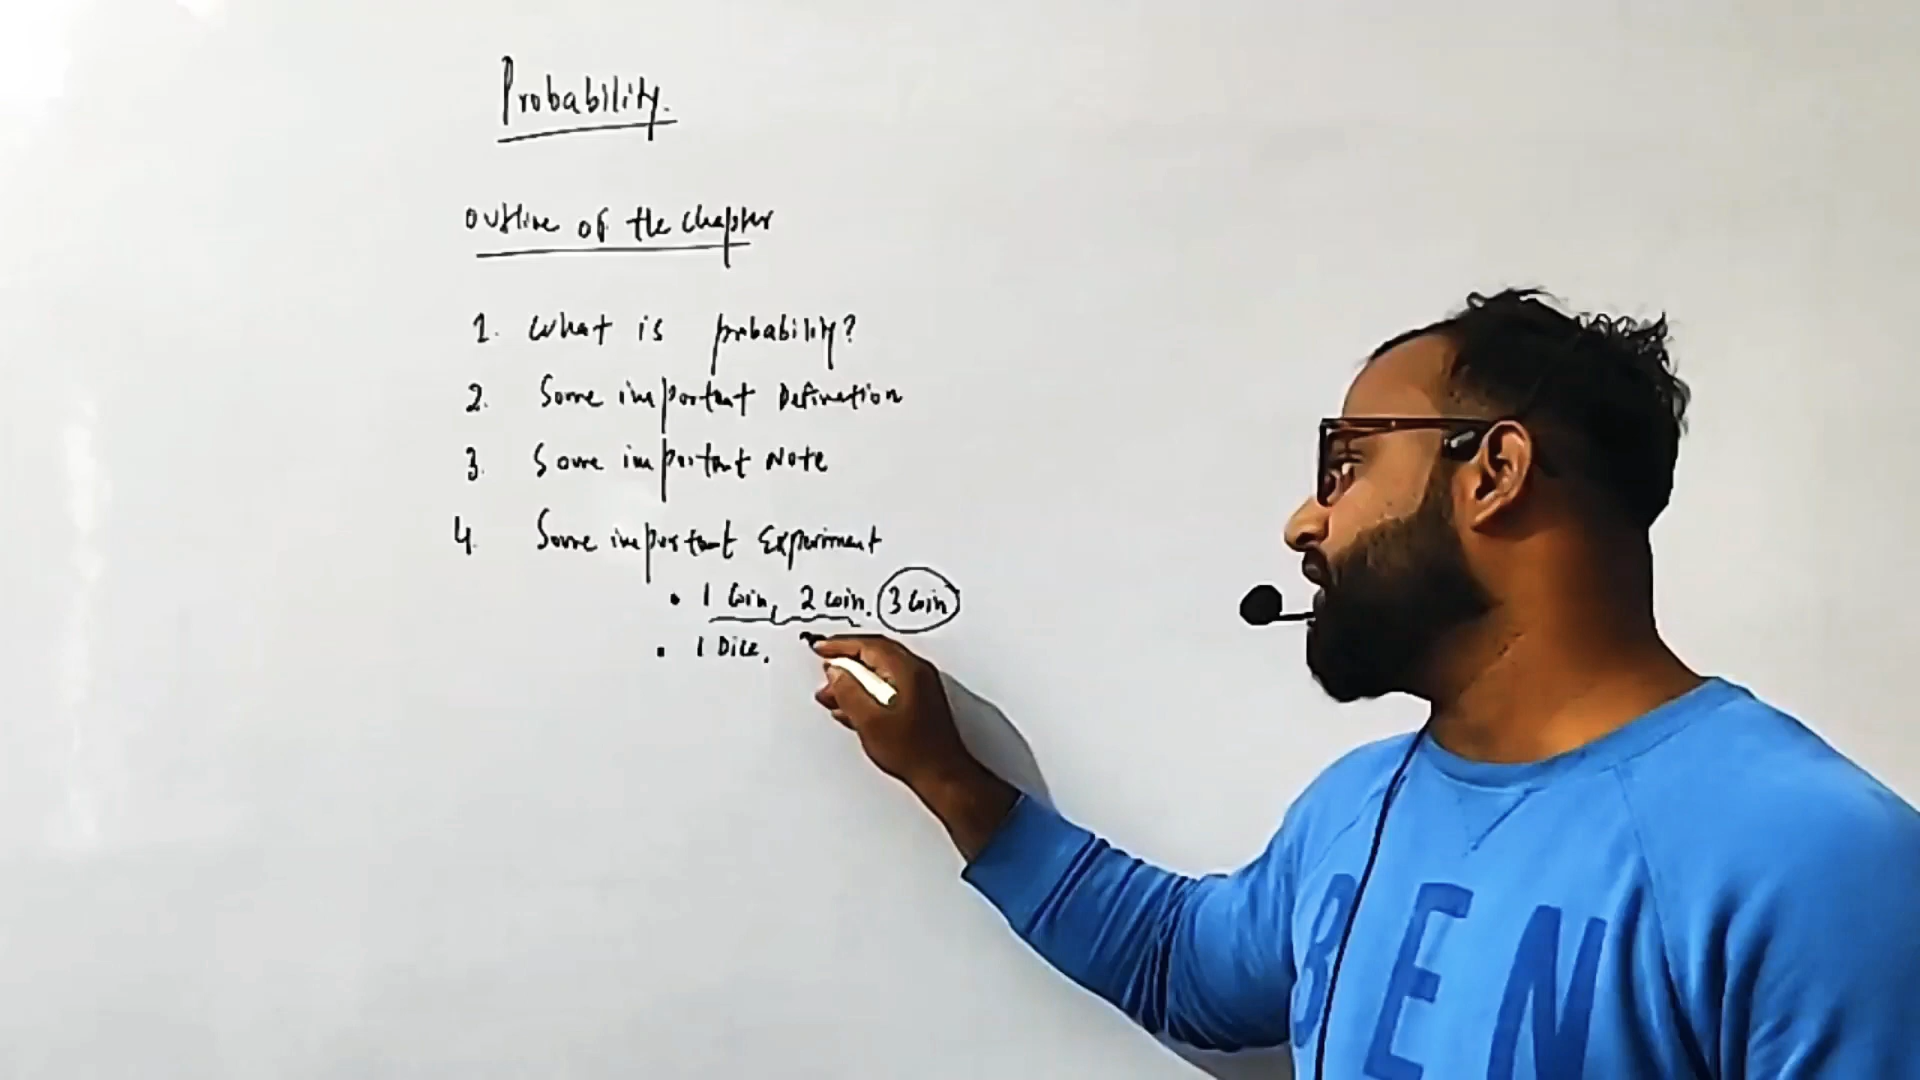 Probability.
outline of the chapter
1. What is probability?
2. Some important Defination
3. Some important Note
4. Some important Experiment
• 1 Coin, 2 coin. 3 Coin
• 1 Dice,
BEN